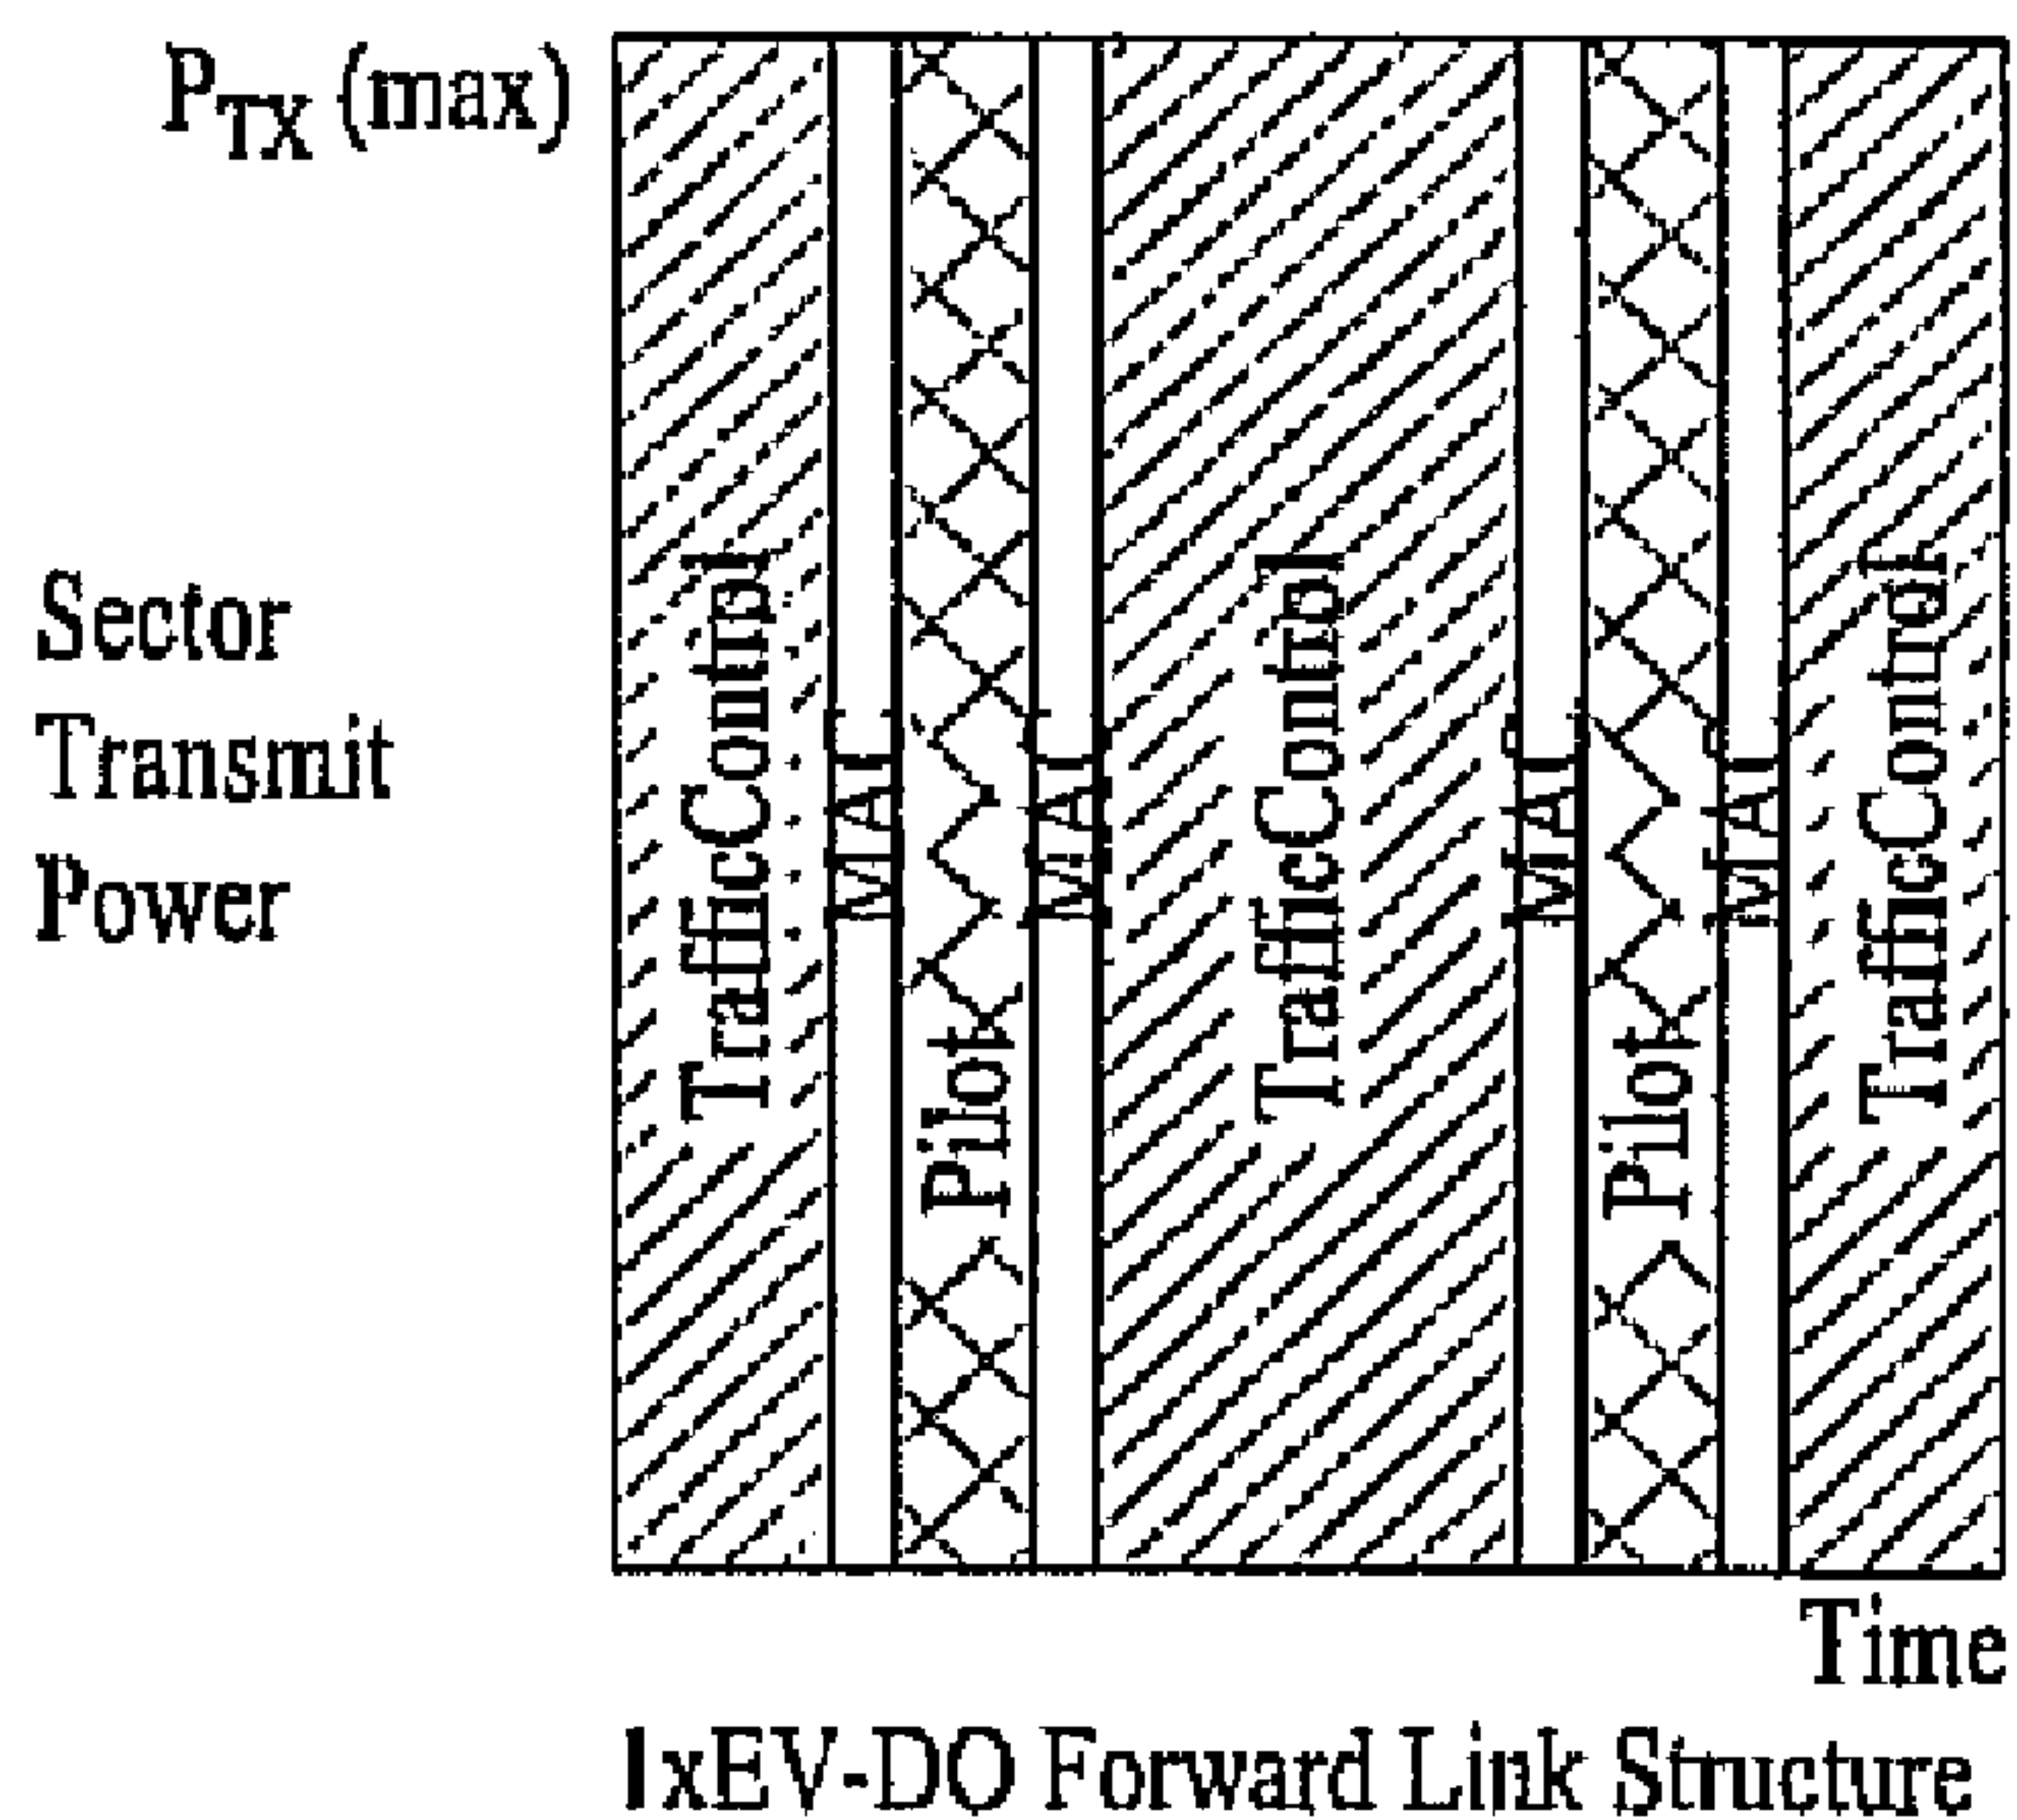 P_TX (max)
Sector
Transmit
Power
TrafficControl
MAC
Pilot
MAC
TrafficControl
MAC
Pilot
MAC
TrafficControl
Time
1xEV-DO Forward Link Structure